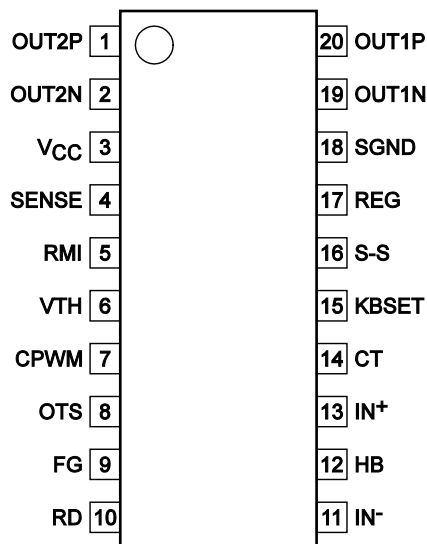 OUT2P 1 20 OUT1P
OUT2N 2 19 OUT1N
VCC 3 18 SGND
SENSE 4 17 REG
RMI 5 16 S-S
VTH 6 15 KBSET
CPWM 7 14 CT
OTS 8 13 IN+
FG 9 12 HB
RD 10 11 IN-